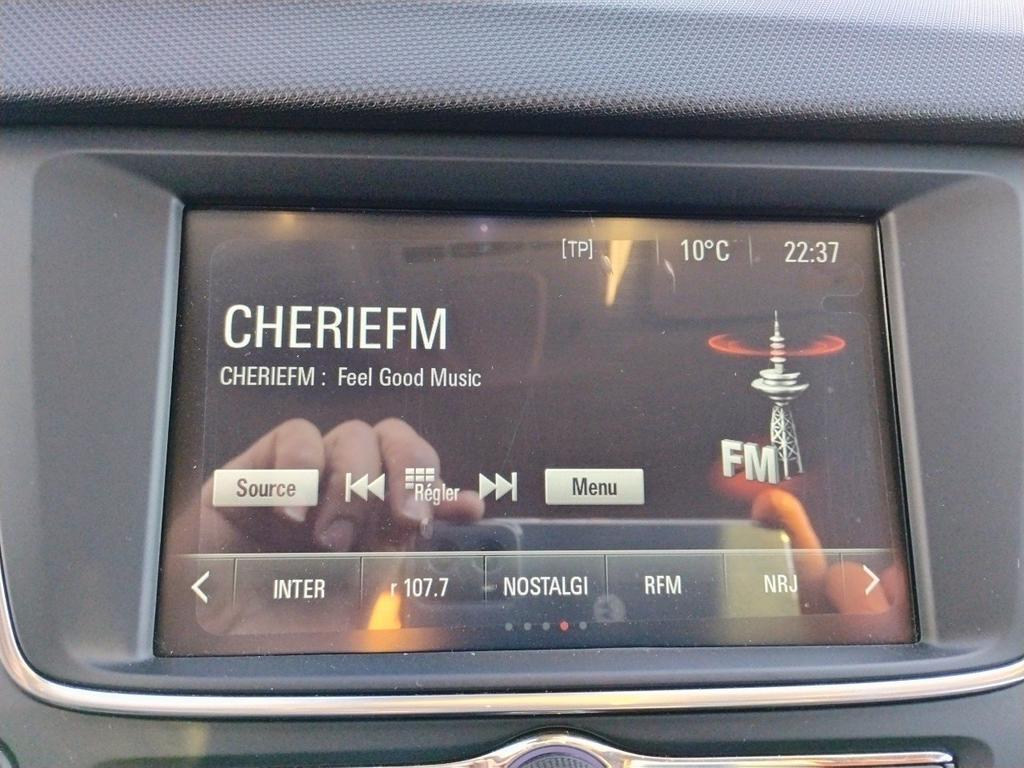 [TP] 10°C 22:37
CHERIEFM
CHERIEFM : Feel Good Music
FM
Source Régler Menu
INTER r 107.7 NOSTALGI RFM NRJ